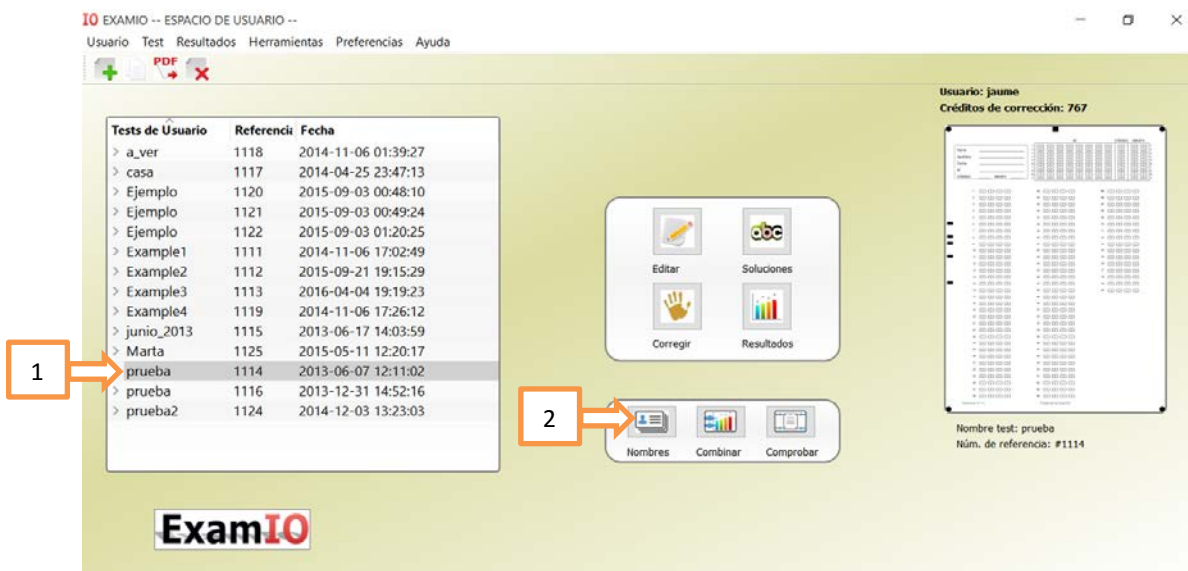 IO EXAMIO -- ESPACIO DE USUARIO --
Usuario Test Resultados Herramientas Preferencias Ayuda
PDF
Usuario: jaume
Créditos de corrección: 767
Tests de Usuario Referencia Fecha
> a_ver 1118 2014-11-06 01:39:27
> casa 1117 2014-04-25 23:47:13
> Ejemplo 1120 2015-09-03 00:48:10
> Ejemplo 1121 2015-09-03 00:49:24
> Ejemplo 1122 2015-09-03 01:20:25
> Example1 1111 2014-11-06 17:02:49
> Example2 1112 2015-09-21 19:15:29
> Example3 1113 2016-04-04 19:19:23
> Example4 1119 2014-11-06 17:26:12
> junio_2013 1115 2013-06-17 14:03:59
> Marta 1125 2015-05-11 12:20:17
1
prueba 1114 2013-06-07 12:11:02
> prueba 1116 2013-12-31 14:52:16
> prueba2 1124 2014-12-03 13:23:03
abc
Editar Soluciones
Corregir Resultados
2
Nombres Combinar Comprobar
Nombre test: prueba
Núm. de referencia: #1114
ExamIO